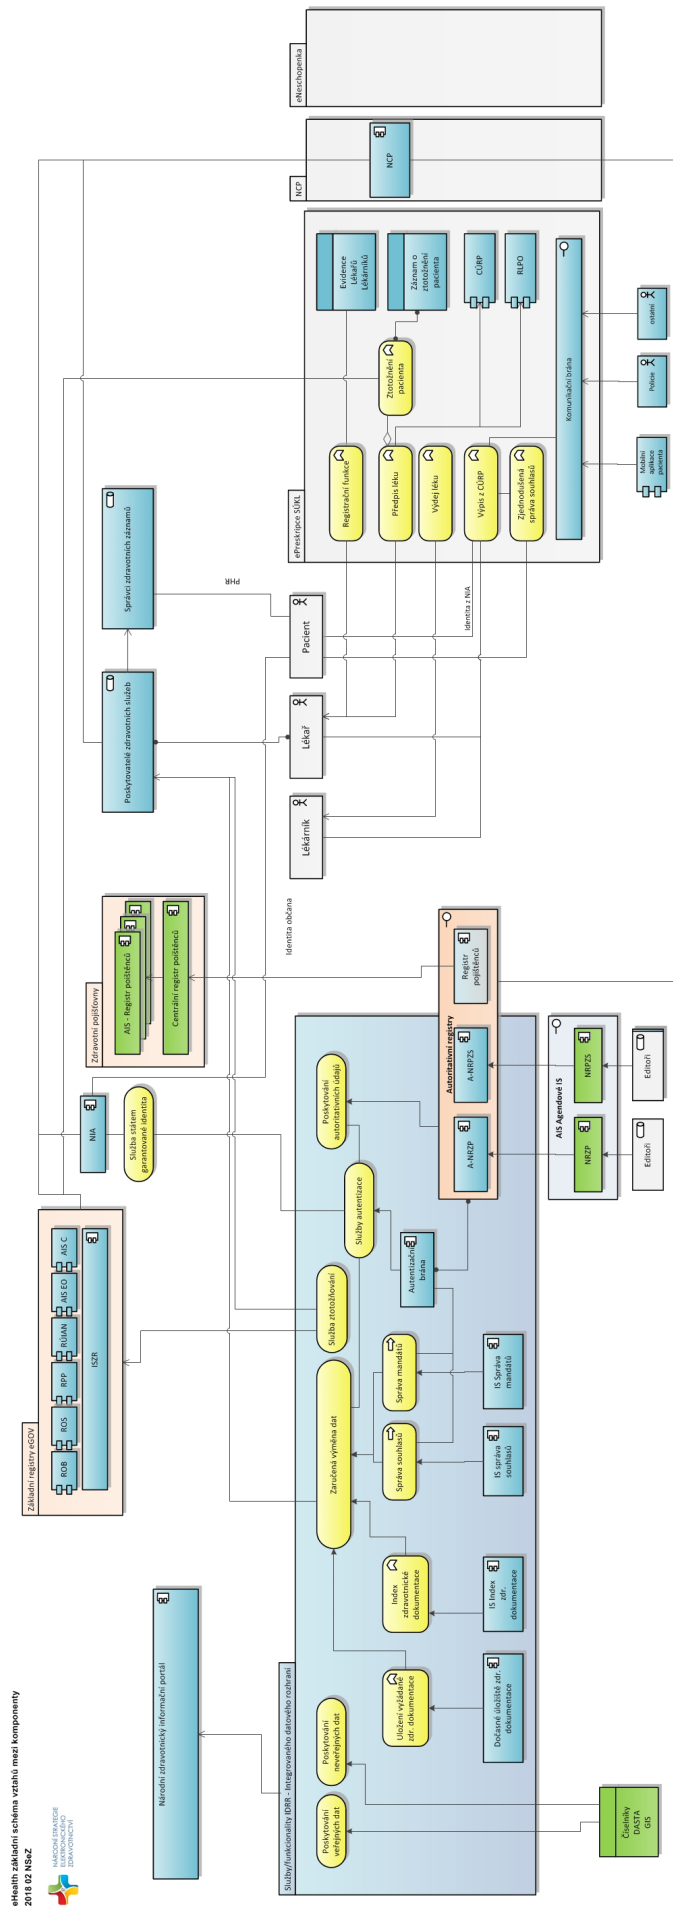 eHealth základní schéma vztahů mezi komponenty
2018 02 NSeZ
NÁRODNÍ STRATEGIE
ELEKTRONICKÉHO
ZDRAVOTNICTVÍ
Národní zdravotnický informační portál
Základní registry eGOV
ROB
ROS
RPP
RÚIAN
AIS EO
AIS C
ISZR
NIA
Služba státem
garantované identita
Zdravotní pojišťovny
AIS - Registr poištěnců
Centrální registr poištěnců
Poskytovatelé zdravotních služeb
Správci zdravotních záznamů
PHR
Identita občana
Lékárník
Lékař
Pacient
Identita z NIA
Služby/funkcionality IDRR - Integrovaného datového rozhraní
Poskytování
veřejných dat
Poskytování
neveřejných dat
Zaručená výměna dat
Služba ztotožňování
Služby autentizace
Poskytování
autoritativních údajů
Uložení vyžádané
zdr. dokumentace
Index
zdravotnické
dokumentace
Správa souhlasů
Správa mandátů
Autentizační
brána
Dočasné úložiště zdr.
dokumentace
IS Index
zdr.
dokumentace
IS správa
souhlasů
IS Správa
mandátů
Autoritativní registry
A-NRZP
A-NRPZS
Registr
pojištěnců
AIS Agendové IS
NRZP
NRPZS
Editoři
Editoři
Číselníky
DASTA
GIS
ePreskripce SÚKL
Registrační funkce
Předpis léku
Výdej léku
Výpis z CÚRP
Zjednodušená
správa souhlasů
Ztotožnění
pacienta
Evidence
Lékařů
Lékárníků
Záznam o
ztotožnění
pacienta
CÚRP
RLPO
Komunikační brána
Mobilní
aplikace
pacienta
Policie
ostatní
NCP
NCP
eNeschopenka